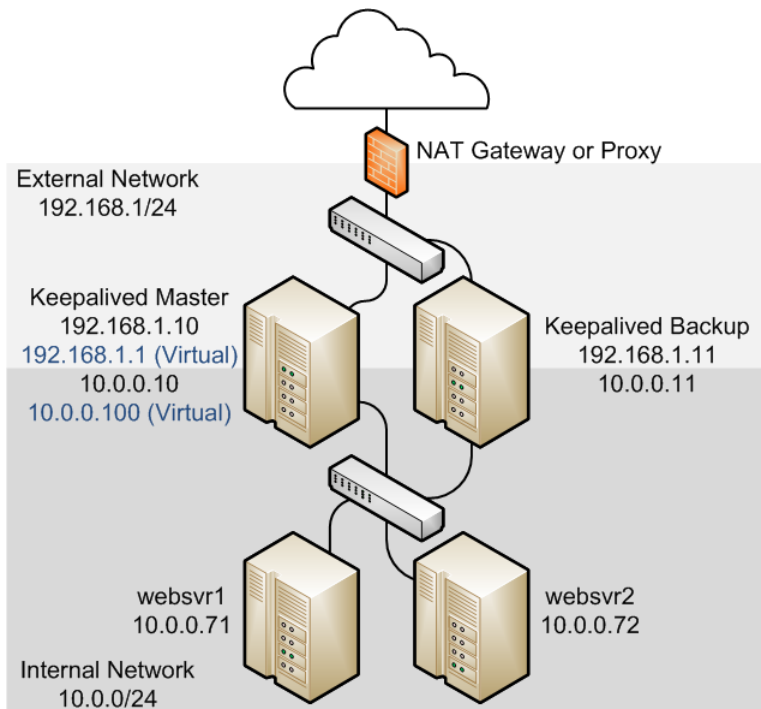 NAT Gateway or Proxy
External Network
192.168.1/24
Keepalived Master
192.168.1.10
192.168.1.1 (Virtual)
10.0.0.10
10.0.0.100 (Virtual)
Keepalived Backup
192.168.1.11
10.0.0.11
websvr1
10.0.0.71
websvr2
10.0.0.72
Internal Network
10.0.0/24